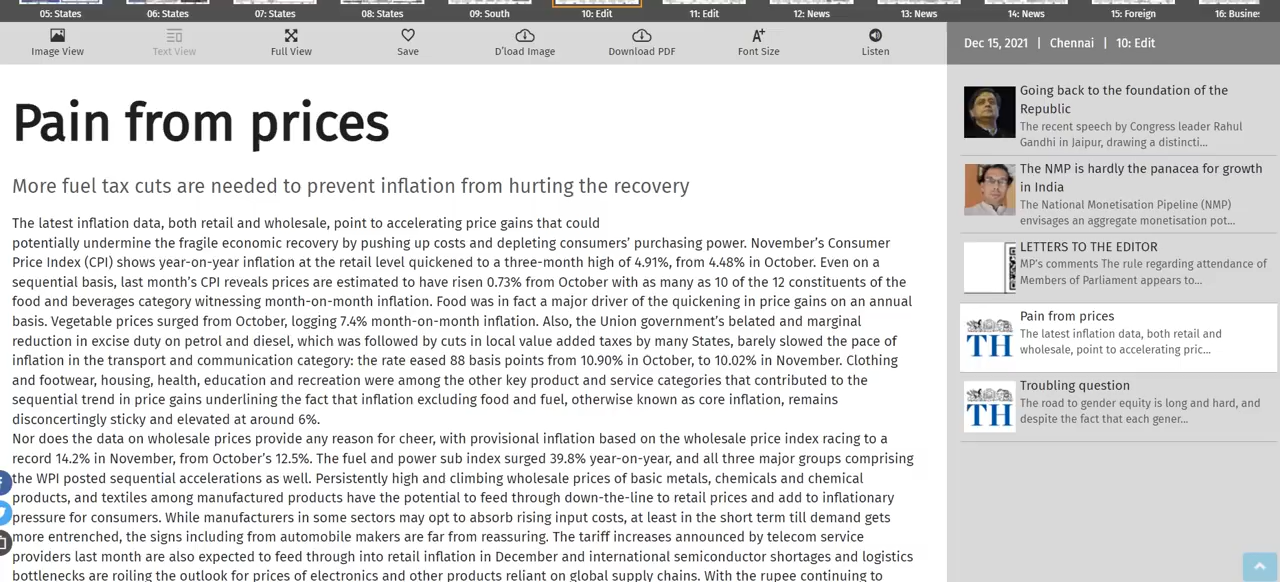 05: States
06: States
07: States
08: States
09: South
10: Edit
11: Edit
12: News
13: News
14: News
15: Foreign
16: Busine
Image View
Text View
Full View
Save
D'load Image
Download PDF
Font Size
Listen
Dec 15, 2021 | Chennai | 10: Edit
Pain from prices
More fuel tax cuts are needed to prevent inflation from hurting the recovery
The latest inflation data, both retail and wholesale, point to accelerating price gains that could
potentially undermine the fragile economic recovery by pushing up costs and depleting consumers' purchasing power. November's Consumer
Price Index (CPI) shows year-on-year inflation at the retail level quickened to a three-month high of 4.91%, from 4.48% in October. Even on a
sequential basis, last month's CPI reveals prices are estimated to have risen 0.73% from October with as many as 10 of the 12 constituents of the
food and beverages category witnessing month-on-month inflation. Food was in fact a major driver of the quickening in price gains on an annual
basis. Vegetable prices surged from October, logging 7.4% month-on-month inflation. Also, the Union government's belated and marginal
reduction in excise duty on petrol and diesel, which was followed by cuts in local value added taxes by many States, barely slowed the pace of
inflation in the transport and communication category: the rate eased 88 basis points from 10.90% in October, to 10.02% in November. Clothing
and footwear, housing, health, education and recreation were among the other key product and service categories that contributed to the
sequential trend in price gains underlining the fact that inflation excluding food and fuel, otherwise known as core inflation, remains
disconcertingly sticky and elevated at around 6%.
Nor does the data on wholesale prices provide any reason for cheer, with provisional inflation based on the wholesale price index racing to a
record 14.2% in November, from October's 12.5%. The fuel and power sub index surged 39.8% year-on-year, and all three major groups comprising
the WPI posted sequential accelerations as well. Persistently high and climbing wholesale prices of basic metals, chemicals and chemical
products, and textiles among manufactured products have the potential to feed through down-the-line to retail prices and add to inflationary
pressure for consumers. While manufacturers in some sectors may opt to absorb rising input costs, at least in the short term till demand gets
more entrenched, the signs including from automobile makers are far from reassuring. The tariff increases announced by telecom service
providers last month are also expected to feed through into retail inflation in December and international semiconductor shortages and logistics
bottlenecks are roiling the outlook for prices of electronics and other products reliant on global supply chains. With the rupee continuing to
Going back to the foundation of the
Republic
The recent speech by Congress leader Rahul
Gandhi in Jaipur, drawing a distincti...
The NMP is hardly the panacea for growth
in India
The National Monetisation Pipeline (NMP)
envisages an aggregate monetisation pot...
LETTERS TO THE EDITOR
MP's comments The rule regarding attendance of
Members of Parliament appears to...
TH
Pain from prices
The latest inflation data, both retail and
wholesale, point to accelerating pric...
TH
Troubling question
The road to gender equity is long and hard, and
despite the fact that each gener...